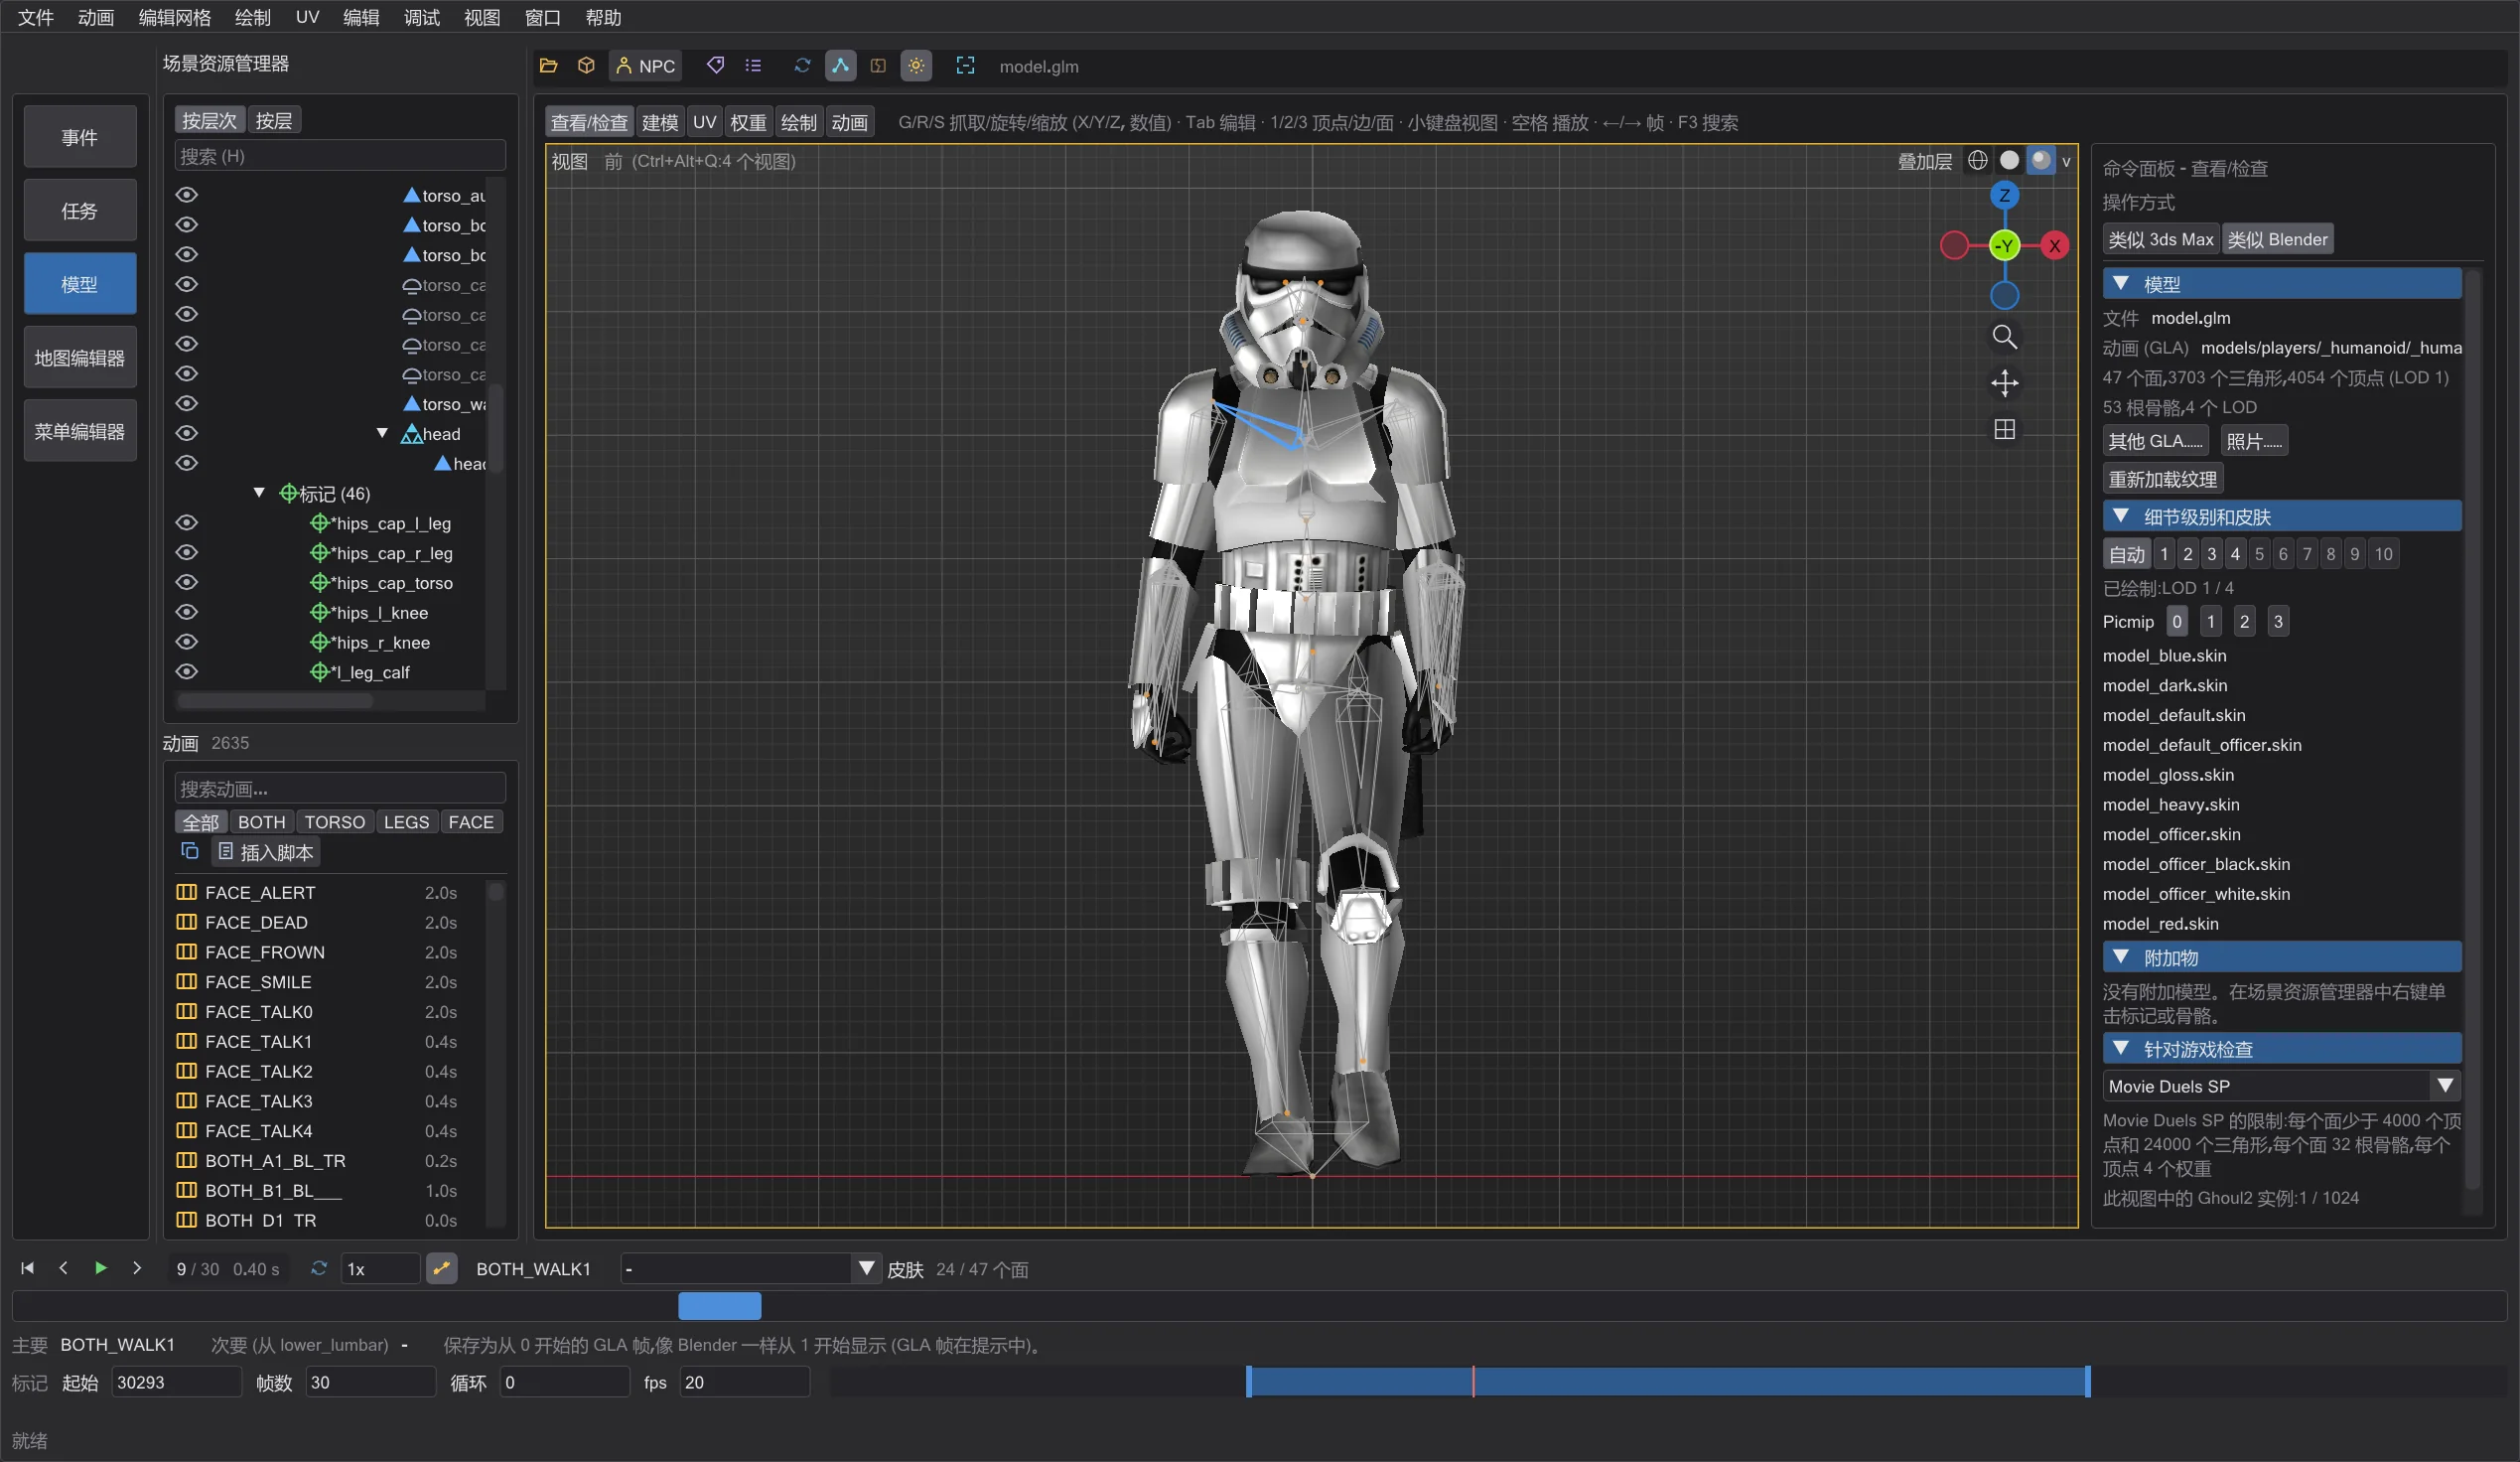 文件 动画 编辑网格 绘制 UV 编辑 调试 视图 窗口 帮助
场景资源管理器
NPC
model.glm
事件
任务
模型
地图编辑器
菜单编辑器
按层次 按层
搜索 (H)
torso_au
torso_bo
torso_bo
torso_ca
torso_ca
torso_ca
torso_ca
torso_wa
head
head
标记 (46)
*hips_cap_l_leg
*hips_cap_r_leg
*hips_cap_torso
*hips_l_knee
*hips_r_knee
*l_leg_calf
动画 2635
搜索动画...
全部 BOTH TORSO LEGS FACE
插入脚本
FACE_ALERT 2.0s
FACE_DEAD 2.0s
FACE_FROWN 2.0s
FACE_SMILE 2.0s
FACE_TALK0 2.0s
FACE_TALK1 0.4s
FACE_TALK2 0.4s
FACE_TALK3 0.4s
FACE_TALK4 0.4s
BOTH_A1_BL_TR 0.2s
BOTH_B1_BL___ 1.0s
BOTH_D1_TR 0.0s
查看/检查 建模 UV 权重 绘制 动画 G/R/S 抓取/旋转/缩放 (X/Y/Z, 数值) · Tab 编辑 · 1/2/3 顶点/边/面 · 小键盘视图 · 空格 播放 · ←/→ 帧 · F3 搜索
视图 前 (Ctrl+Alt+Q:4 个视图)
叠加层 v
Z
-Y
X
命令面板 - 查看/检查
操作方式
类似 3ds Max 类似 Blender
模型
文件 model.glm
动画 (GLA) models/players/_humanoid/_huma
47 个面,3703 个三角形,4054 个顶点 (LOD 1)
53 根骨骼,4 个 LOD
其他 GLA...... 照片......
重新加载纹理
细节级别和皮肤
自动 1 2 3 4 5 6 7 8 9 10
已绘制:LOD 1 / 4
Picmip 0 1 2 3
model_blue.skin
model_dark.skin
model_default.skin
model_default_officer.skin
model_gloss.skin
model_heavy.skin
model_officer.skin
model_officer_black.skin
model_officer_white.skin
model_red.skin
附加物
没有附加模型。在场景资源管理器中右键单
击标记或骨骼。
针对游戏检查
Movie Duels SP
Movie Duels SP 的限制:每个面少于 4000 个顶
点和 24000 个三角形,每个面 32 根骨骼,每个
顶点 4 个权重
此视图中的 Ghoul2 实例:1 / 1024
9 / 30 0.40 s 1x BOTH_WALK1 - 皮肤 24 / 47 个面
主要 BOTH_WALK1 次要 (从 lower_lumbar) - 保存为从 0 开始的 GLA 帧,像 Blender 一样从 1 开始显示 (GLA 帧在提示中)。
标记 起始 30293 帧数 30 循环 0 fps 20
就绪